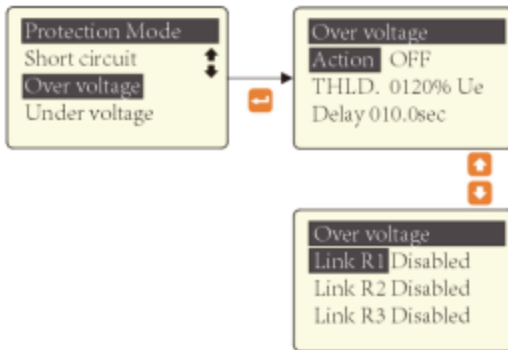 Protection Mode
Short circuit
Over voltage
Under voltage
Over voltage
Action OFF
THLD. 0120% Ue
Delay 010.0sec
Over voltage
Link R1 Disabled
Link R2 Disabled
Link R3 Disabled